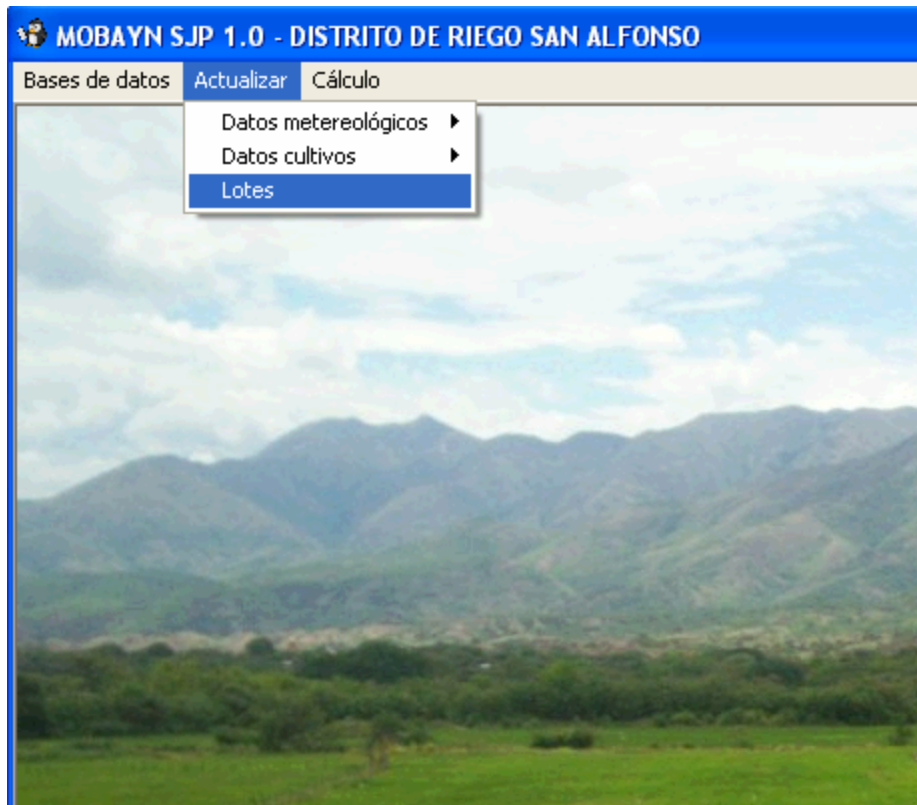 MOBAYN SJP 1.0 - DISTRITO DE RIEGO SAN ALFONSO
Bases de datos Actualizar Cálculo
Datos metereológicos
Datos cultivos
Lotes